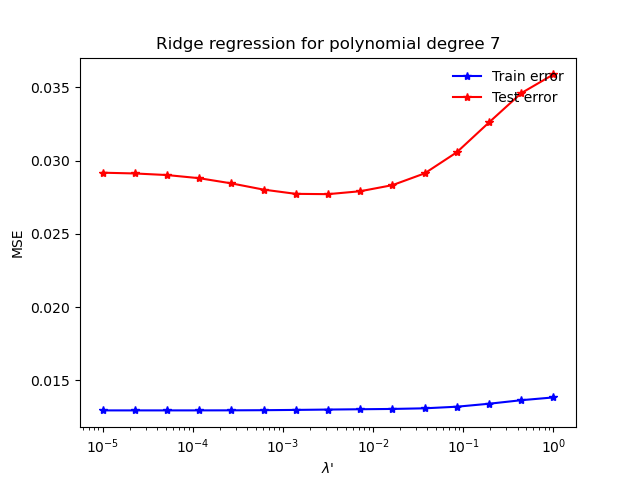 Ridge regression for polynomial degree 7
Train error
Test error
0.035
0.030
0.025
0.020
0.015
MSE
10⁻⁵ 10⁻⁴ 10⁻³ 10⁻² 10⁻¹ 10⁰
λ'